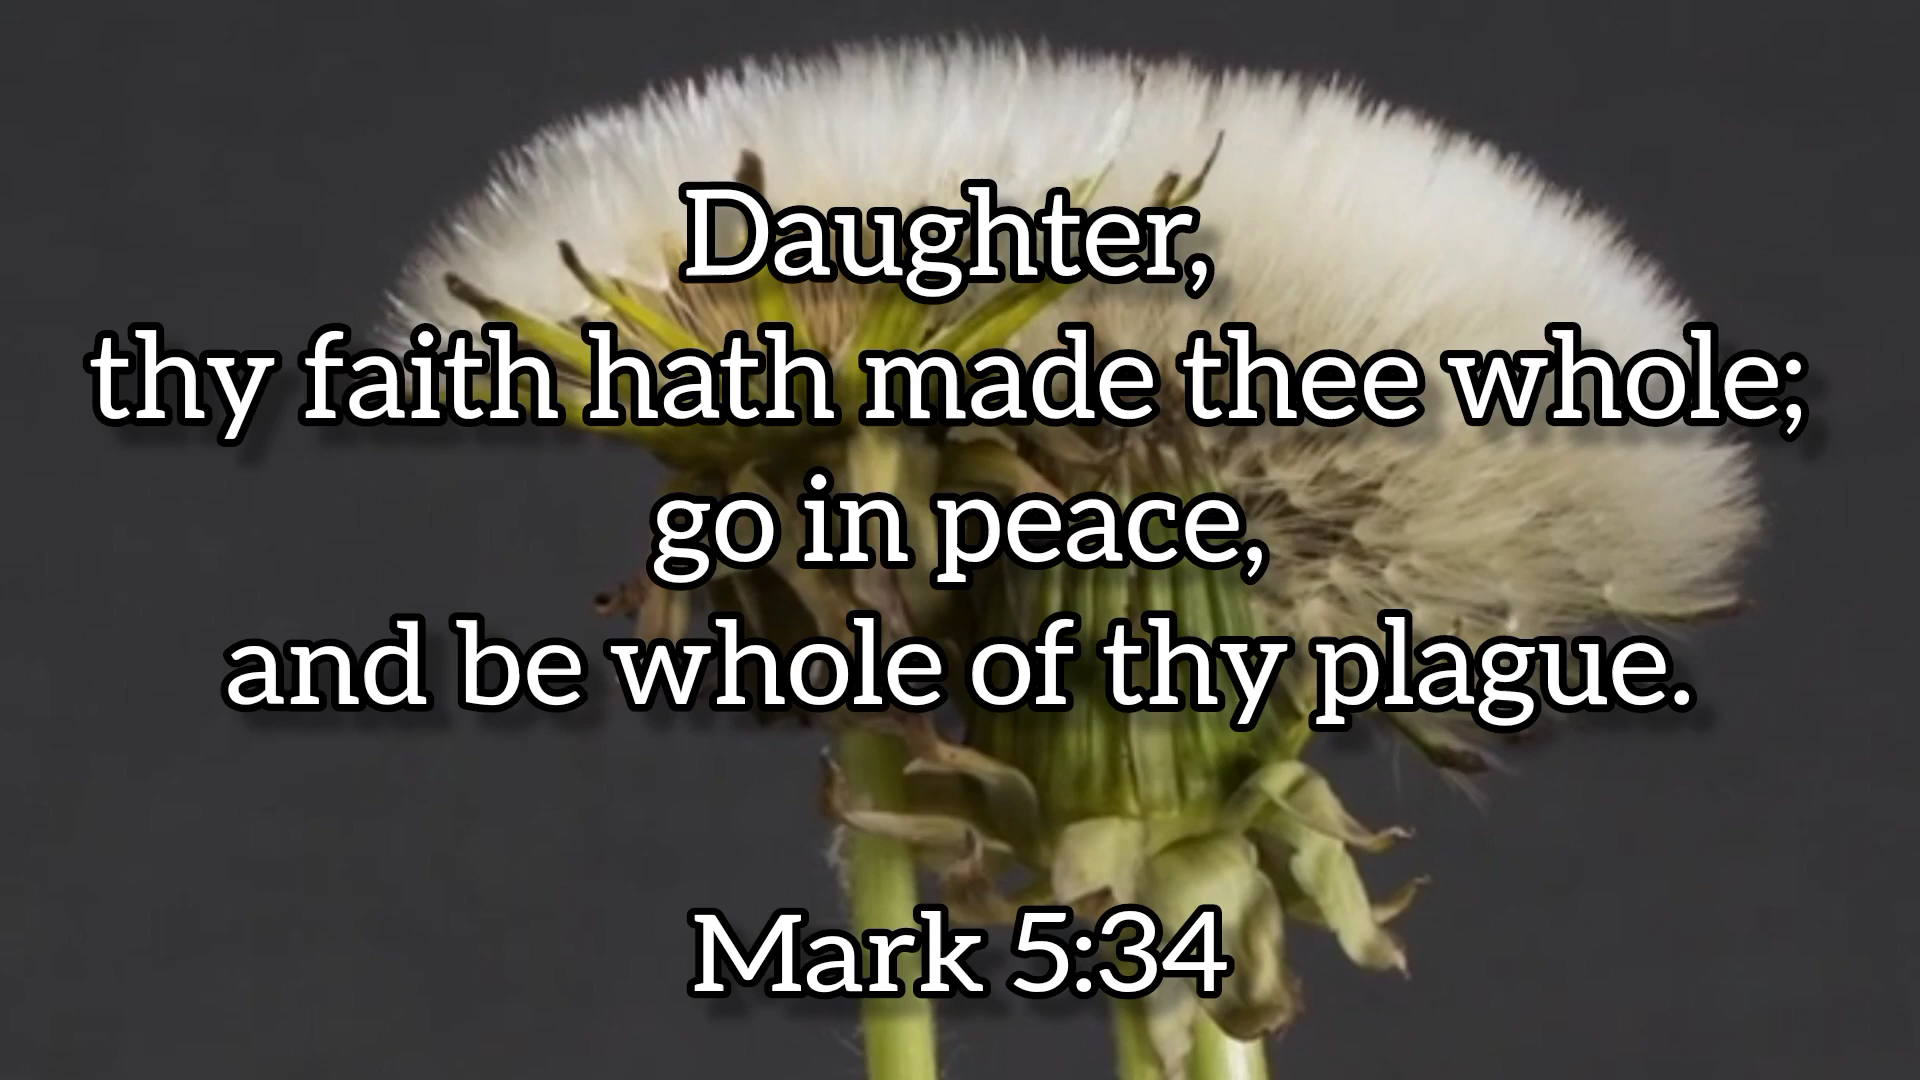 Daughter,
thy faith hath made thee whole;
go in peace,
and be whole of thy plague.
Mark 5:34